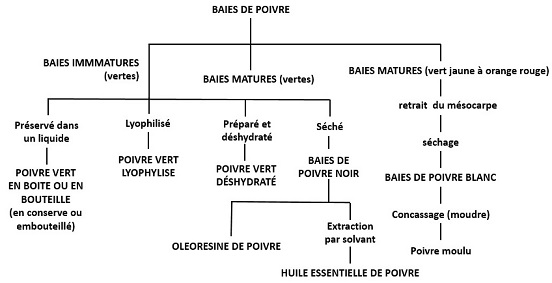 BAIES DE POIVRE
BAIES IMMMATURES
(vertes)
BAIES MATURES (vertes)
BAIES MATURES (vert jaune à orange rouge)
retrait du mésocarpe
séchage
BAIES DE POIVRE BLANC
Concassage (moudre)
Poivre moulu
Préservé dans
un liquide
POIVRE VERT
EN BOITE OU EN
BOUTEILLE
(en conserve ou
embouteillé)
Lyophilisé
POIVRE VERT
LYOPHYLISE
Préparé et
déshydraté
POIVRE VERT
DÉSHYDRATÉ
Séché
BAIES DE
POIVRE NOIR
OLEORESINE DE POIVRE
Extraction
par solvant
HUILE ESSENTIELLE DE POIVRE